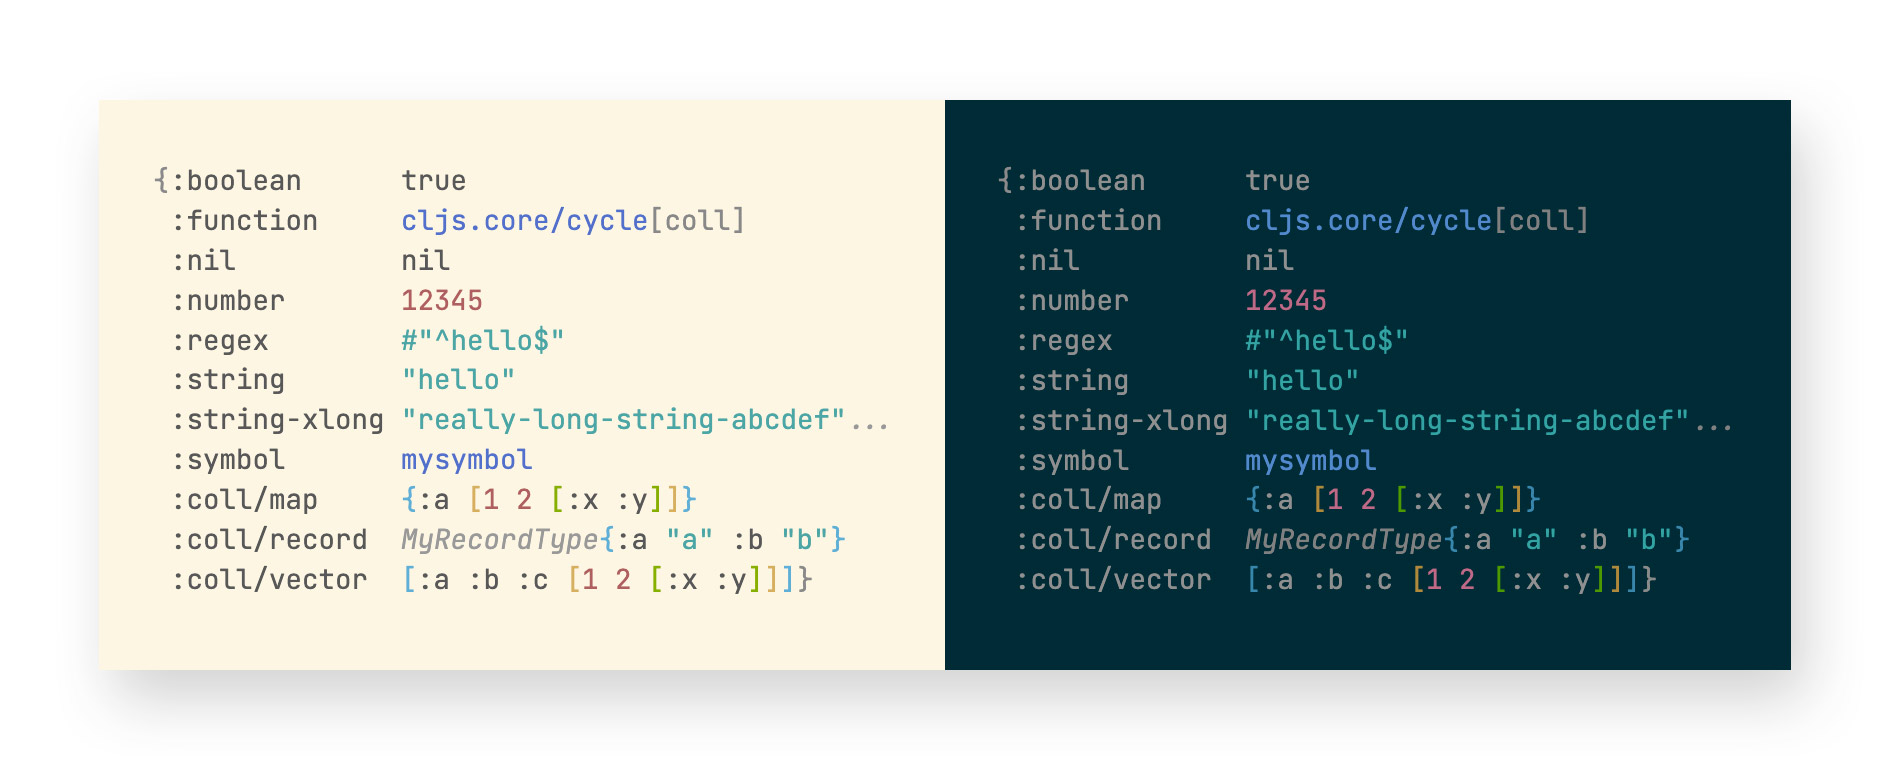 {:boolean      true
 :function     cljs.core/cycle[coll]
 :nil          nil
 :number       12345
 :regex        #"^hello$"
 :string       "hello"
 :string-xlong "really-long-string-abcdef"...
 :symbol       mysymbol
 :coll/map     {:a [1 2 [:x :y]]}
 :coll/record  MyRecordType{:a "a" :b "b"}
 :coll/vector  [:a :b :c [1 2 [:x :y]]]}
{:boolean      true
 :function     cljs.core/cycle[coll]
 :nil          nil
 :number       12345
 :regex        #"^hello$"
 :string       "hello"
 :string-xlong "really-long-string-abcdef"...
 :symbol       mysymbol
 :coll/map     {:a [1 2 [:x :y]]}
 :coll/record  MyRecordType{:a "a" :b "b"}
 :coll/vector  [:a :b :c [1 2 [:x :y]]]}